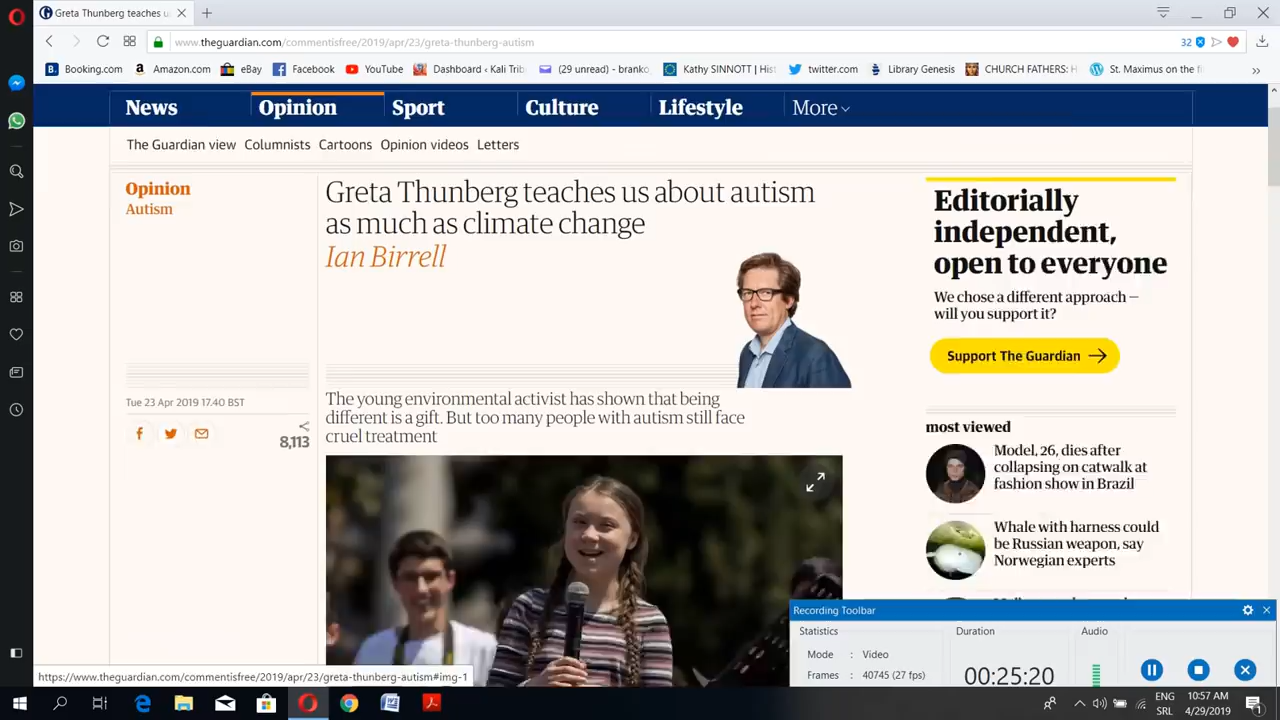 Greta Thunberg teaches us
www.theguardian.com/commentisfree/2019/apr/23/greta-thunberg-autism
32
Booking.com Amazon.com eBay Facebook YouTube Dashboard ‹ Kali Trib (29 unread) - branko_ Kathy SINNOTT | Hist twitter.com Library Genesis CHURCH FATHERS: H St. Maximus on the fi
News Opinion Sport Culture Lifestyle More
The Guardian view Columnists Cartoons Opinion videos Letters
Opinion
Autism
Greta Thunberg teaches us about autism
as much as climate change
Ian Birrell
Tue 23 Apr 2019 17.40 BST
8,113
The young environmental activist has shown that being
different is a gift. But too many people with autism still face
cruel treatment
Editorially
independent,
open to everyone
We chose a different approach –
will you support it?
Support The Guardian
most viewed
Model, 26, dies after
collapsing on catwalk at
fashion show in Brazil
Whale with harness could
be Russian weapon, say
Norwegian experts
Recording Toolbar
Statistics Duration Audio
Mode : Video
Frames : 40745 (27 fps)
00:25:20
https://www.theguardian.com/commentisfree/2019/apr/23/greta-thunberg-autism#img-1
ENG
SRL
10:57 AM
4/29/2019
1